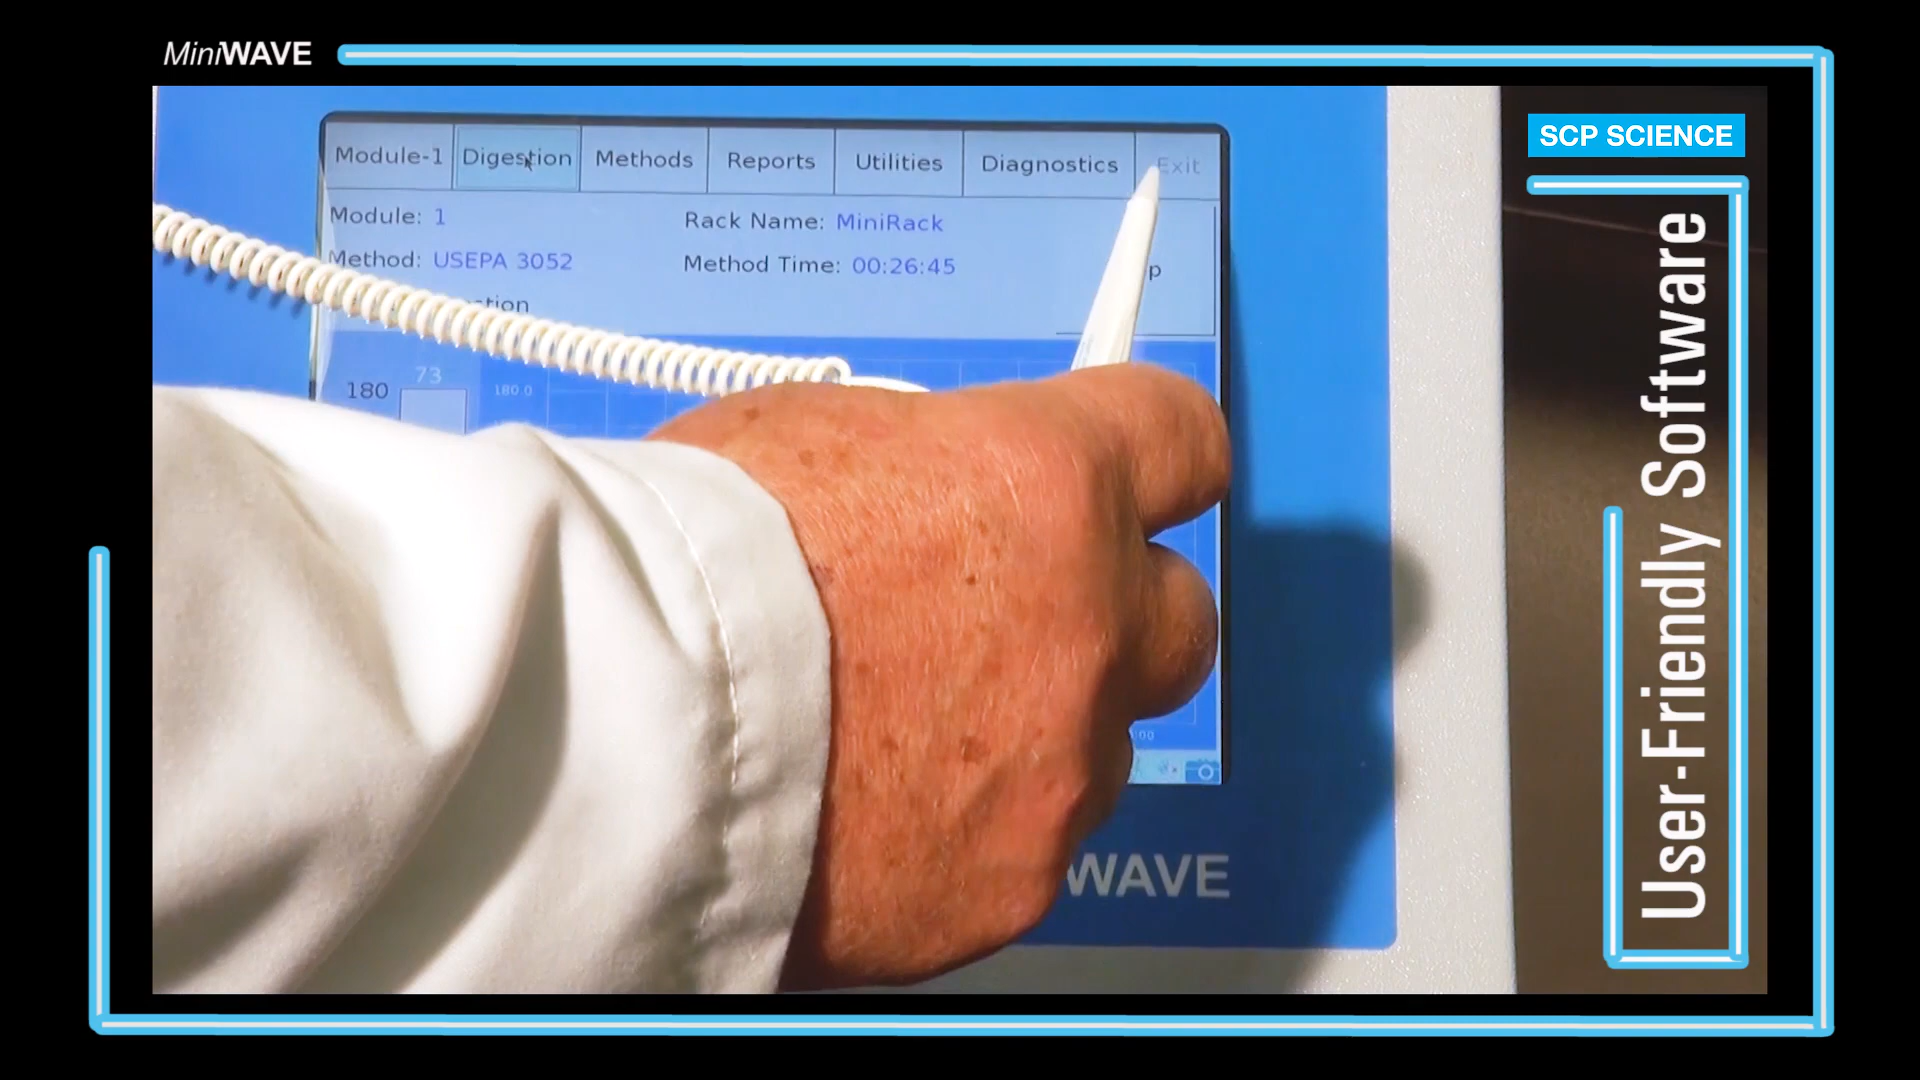 MiniWAVE
SCP SCIENCE
User-Friendly Software
Module-1 Digestion Methods Reports Utilities Diagnostics Exit
Module: 1 Rack Name: MiniRack
Method: USEPA 3052 Method Time: 00:26:45
180 73 180.0
WAVE